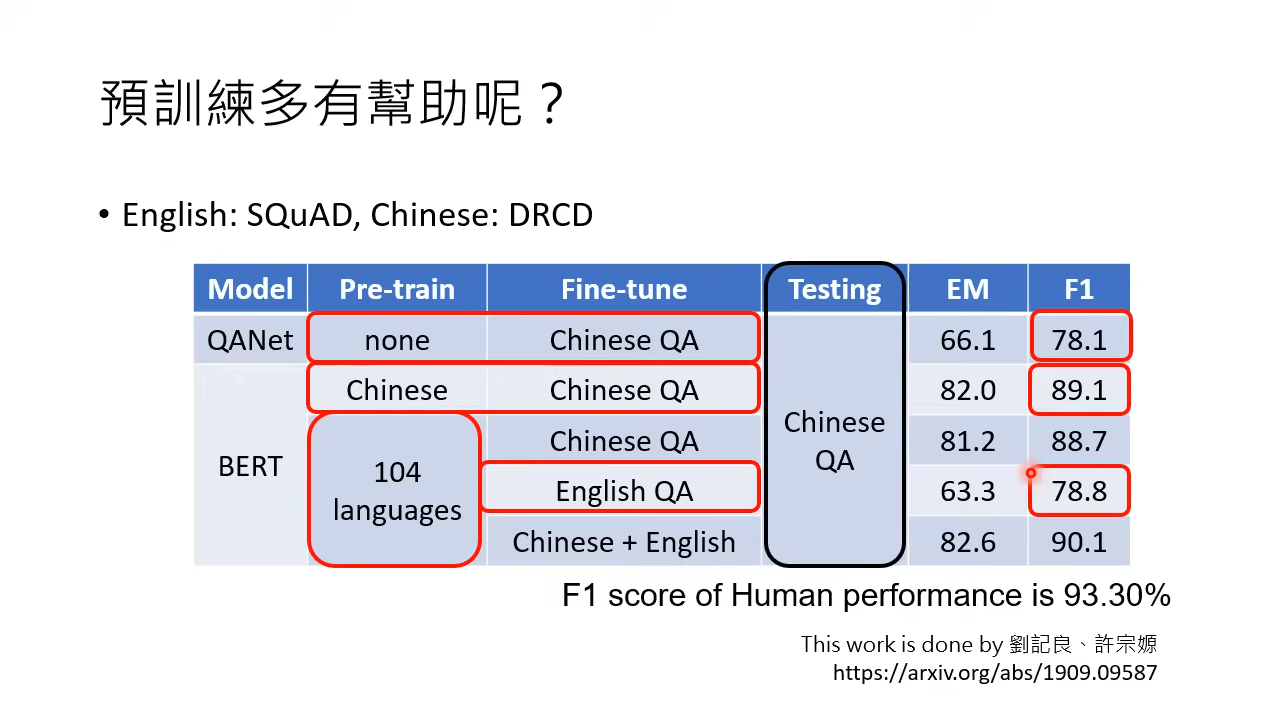 預訓練多有幫助呢？
• English: SQuAD, Chinese: DRCD
Model Pre-train Fine-tune Testing EM F1
QANet none Chinese QA 66.1 78.1
Chinese Chinese QA 82.0 89.1
BERT 104 languages Chinese QA Chinese QA 81.2 88.7
English QA 63.3 78.8
Chinese + English 82.6 90.1
F1 score of Human performance is 93.30%
This work is done by 劉記良、許宗嫄
https://arxiv.org/abs/1909.09587